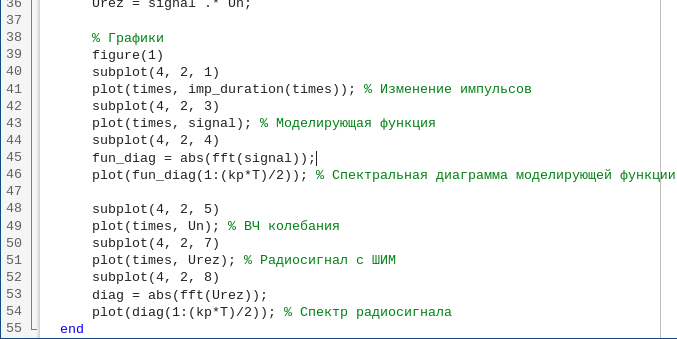 36 Urez = signal .* Un;
37
38 % Графики
39 figure(1)
40 subplot(4, 2, 1)
41 plot(times, imp_duration(times)); % Изменение импульсов
42 subplot(4, 2, 3)
43 plot(times, signal); % Моделирующая функция
44 subplot(4, 2, 4)
45 fun_diag = abs(fft(signal));
46 plot(fun_diag(1:(kp*T)/2)); % Спектральная диаграмма моделирующей функции
47
48 subplot(4, 2, 5)
49 plot(times, Un); % ВЧ колебания
50 subplot(4, 2, 7)
51 plot(times, Urez); % Радиосигнал с ШИМ
52 subplot(4, 2, 8)
53 diag = abs(fft(Urez));
54 plot(diag(1:(kp*T)/2)); % Спектр радиосигнала
55 end